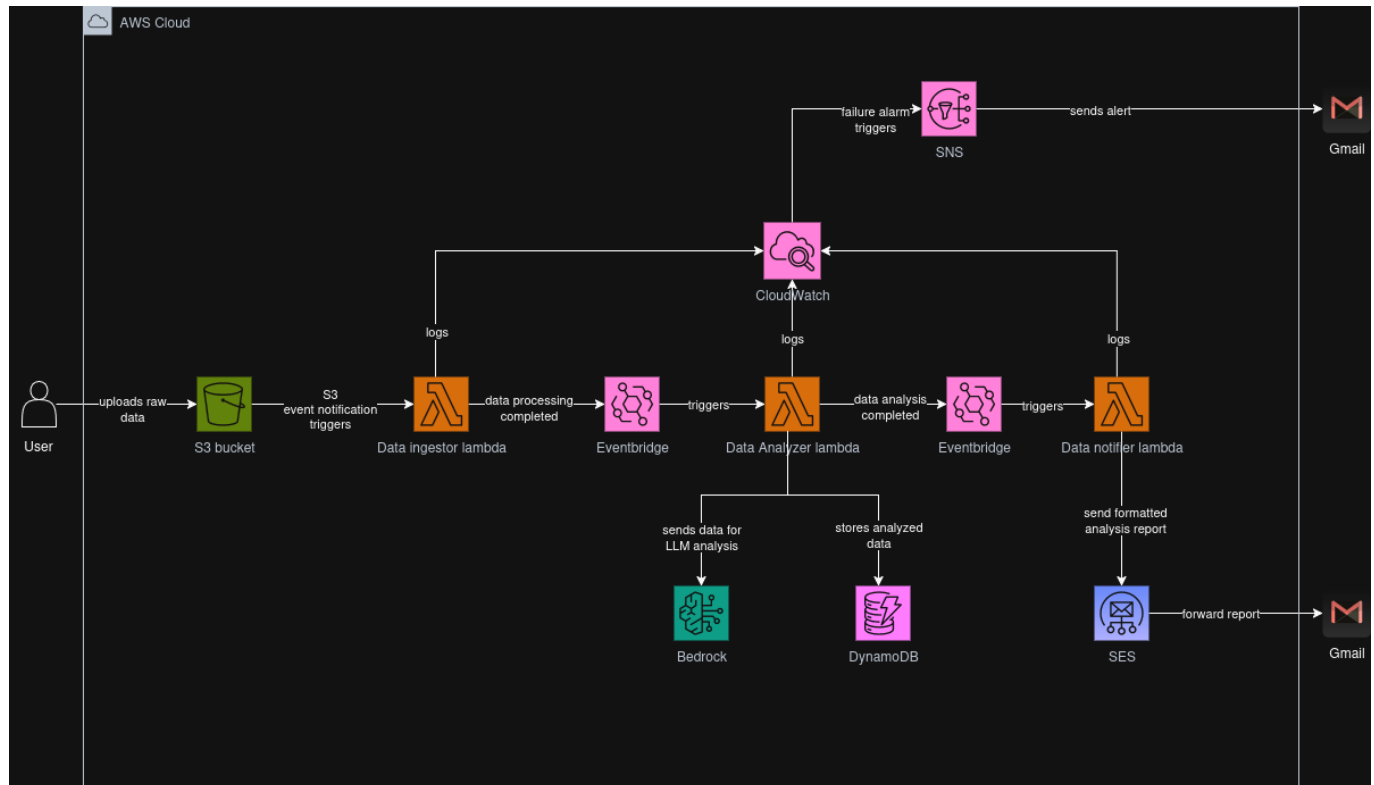 AWS Cloud
failure alarm
triggers
sends alert
SNS
Gmail
CloudWatch
logs
logs
logs
uploads raw
data
S3
event notification
triggers
data processing
completed
triggers
data analysis
completed
triggers
User
S3 bucket
Data ingestor lambda
Eventbridge
Data Analyzer lambda
Eventbridge
Data notifier lambda
sends data for
LLM analysis
stores analyzed
data
send formatted
analysis report
forward report
Bedrock
DynamoDB
SES
Gmail